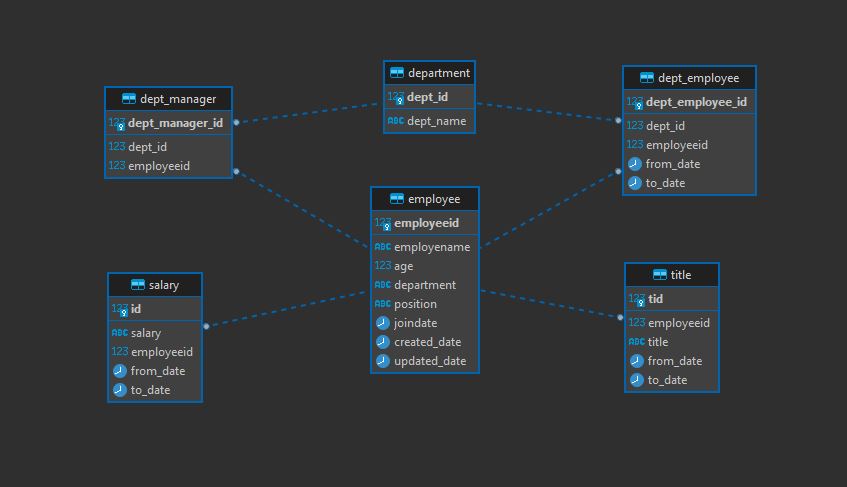 dept_manager
123 dept_manager_id
123 dept_id
123 employeeid
department
123 dept_id
ABC dept_name
dept_employee
123 dept_employee_id
123 dept_id
123 employeeid
from_date
to_date
employee
123 employeeid
ABC employename
123 age
ABC department
ABC position
joindate
created_date
updated_date
salary
123 id
ABC salary
123 employeeid
from_date
to_date
title
123 tid
123 employeeid
ABC title
from_date
to_date